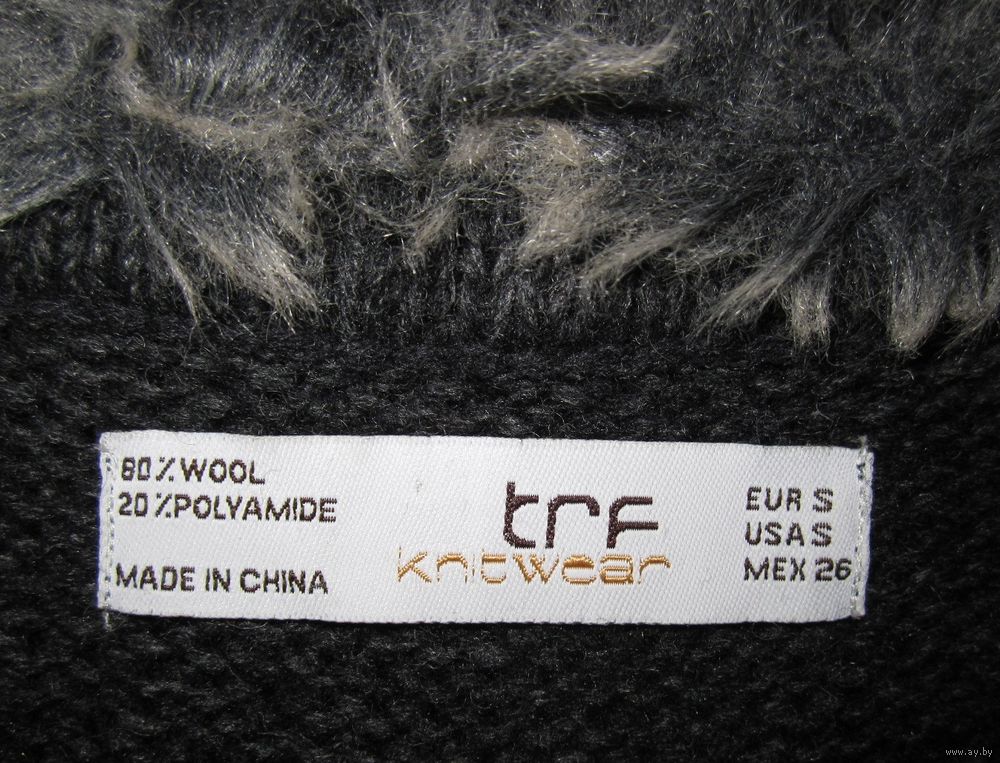 80%WOOL
20%POLYAMIDE
MADE IN CHINA
trf
knitwear
EUR S
USA S
MEX 26
www.ay.by